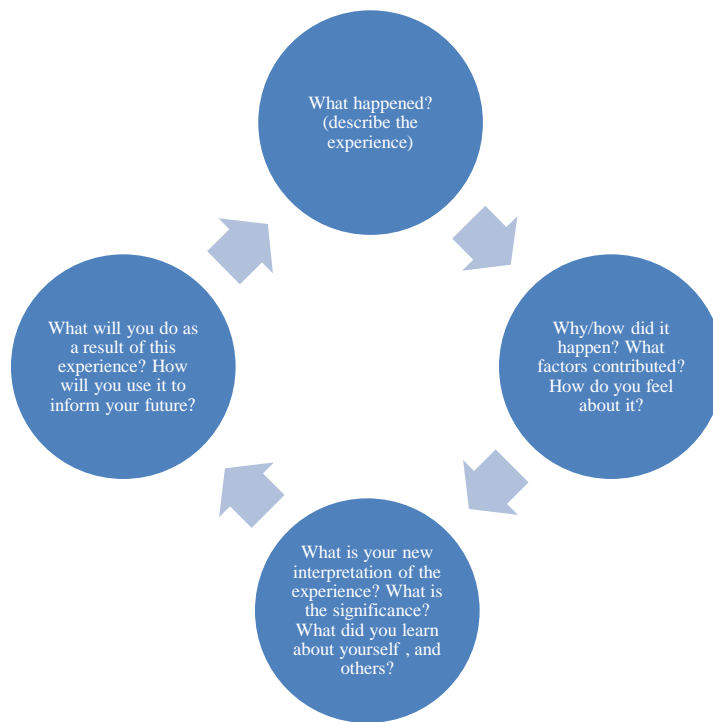 What happened?
(describe the
experience)
Why/how did it
happen? What
factors contributed?
How do you feel
about it?
What is your new
interpretation of the
experience? What is
the significance?
What did you learn
about yourself , and
others?
What will you do as
a result of this
experience? How
will you use it to
inform your future?